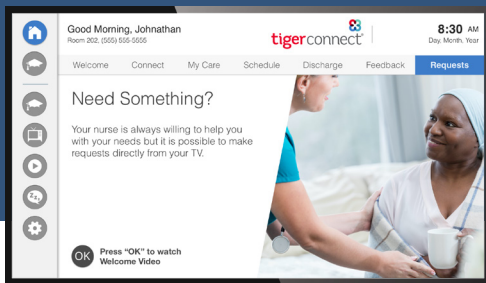 Good Morning, Johnathan
Room 202, (555) 555-5555
tigerconnect
8:30 AM
Day, Month, Year
Welcome Connect My Care Schedule Discharge Feedback Requests
Need Something?
Your nurse is always willing to help you
with your needs but it is possible to make
requests directly from your TV.
OK
Press "OK" to watch
Welcome Video